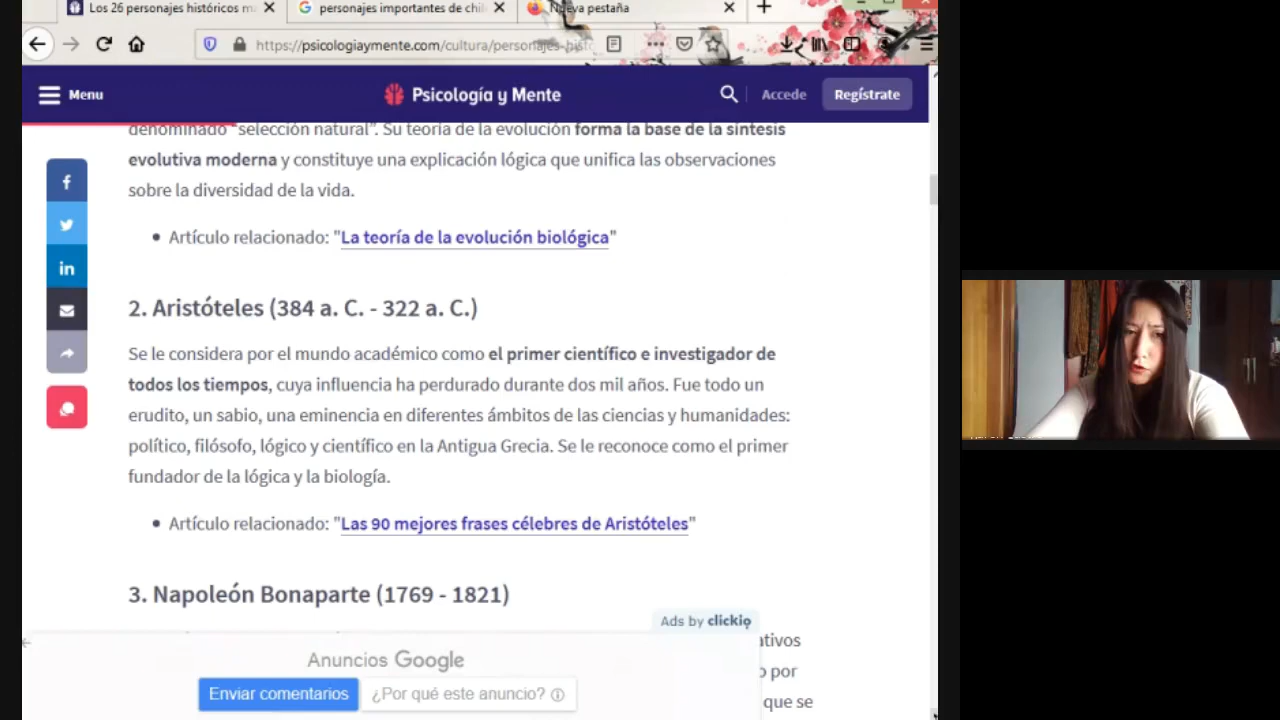 Los 26 personajes históricos m
personajes importantes de chil
Nueva pestaña
https://psicologiaymente.com/cultura/personajes-histo
Menu
Psicología y Mente
Accede
Regístrate
denominado "selección natural". Su teoría de la evolución forma la base de la síntesis
evolutiva moderna y constituye una explicación lógica que unifica las observaciones
sobre la diversidad de la vida.
Artículo relacionado: "La teoría de la evolución biológica"
2. Aristóteles (384 a. C. - 322 a. C.)
Se le considera por el mundo académico como el primer científico e investigador de
todos los tiempos, cuya influencia ha perdurado durante dos mil años. Fue todo un
erudito, un sabio, una eminencia en diferentes ámbitos de las ciencias y humanidades:
político, filósofo, lógico y científico en la Antigua Grecia. Se le reconoce como el primer
fundador de la lógica y la biología.
Artículo relacionado: "Las 90 mejores frases célebres de Aristóteles"
3. Napoleón Bonaparte (1769 - 1821)
Ads by clickio
ativos
Anuncios Google
o por
Enviar comentarios
¿Por qué este anuncio?
que se